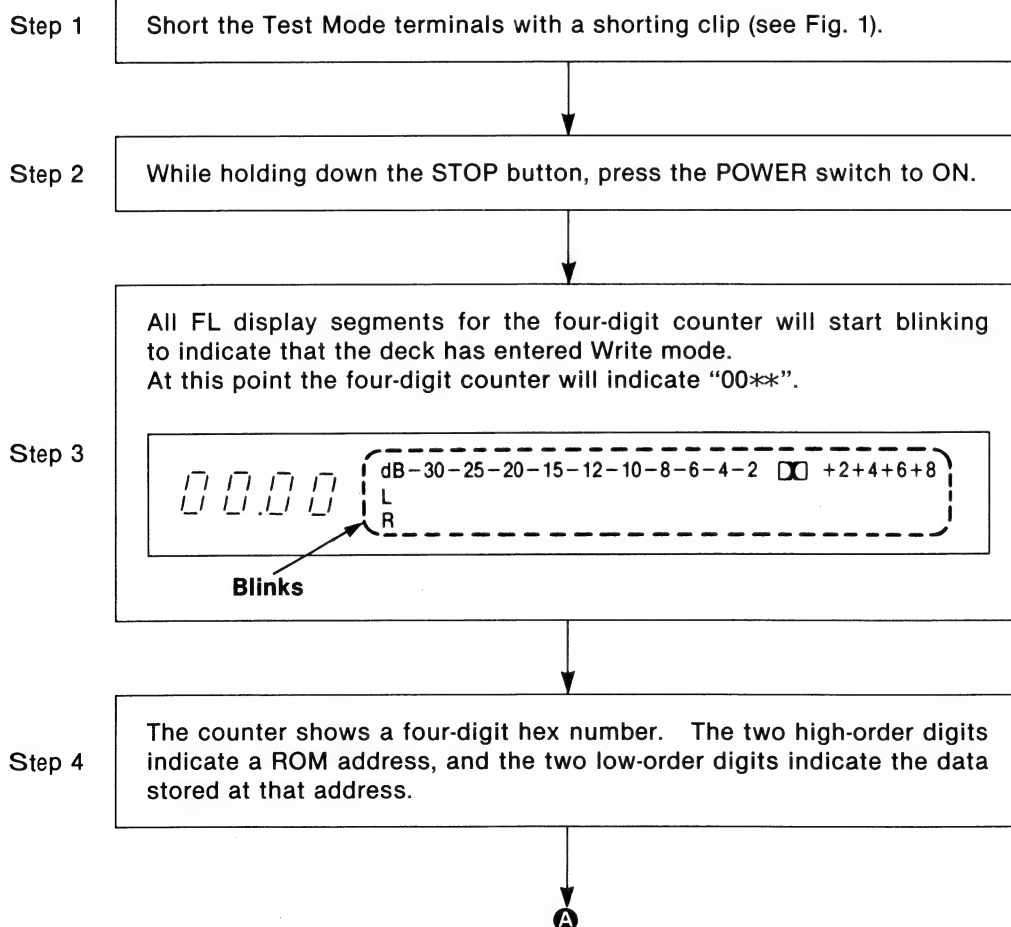 Step 1
Short the Test Mode terminals with a shorting clip (see Fig. 1).
Step 2
While holding down the STOP button, press the POWER switch to ON.
All FL display segments for the four-digit counter will start blinking
to indicate that the deck has entered Write mode.
At this point the four-digit counter will indicate “00**”.
Step 3
00.00
dB-30-25-20-15-12-10-8-6-4-2 +2+4+6+8
L
R
Blinks
Step 4
The counter shows a four-digit hex number. The two high-order digits
indicate a ROM address, and the two low-order digits indicate the data
stored at that address.
A